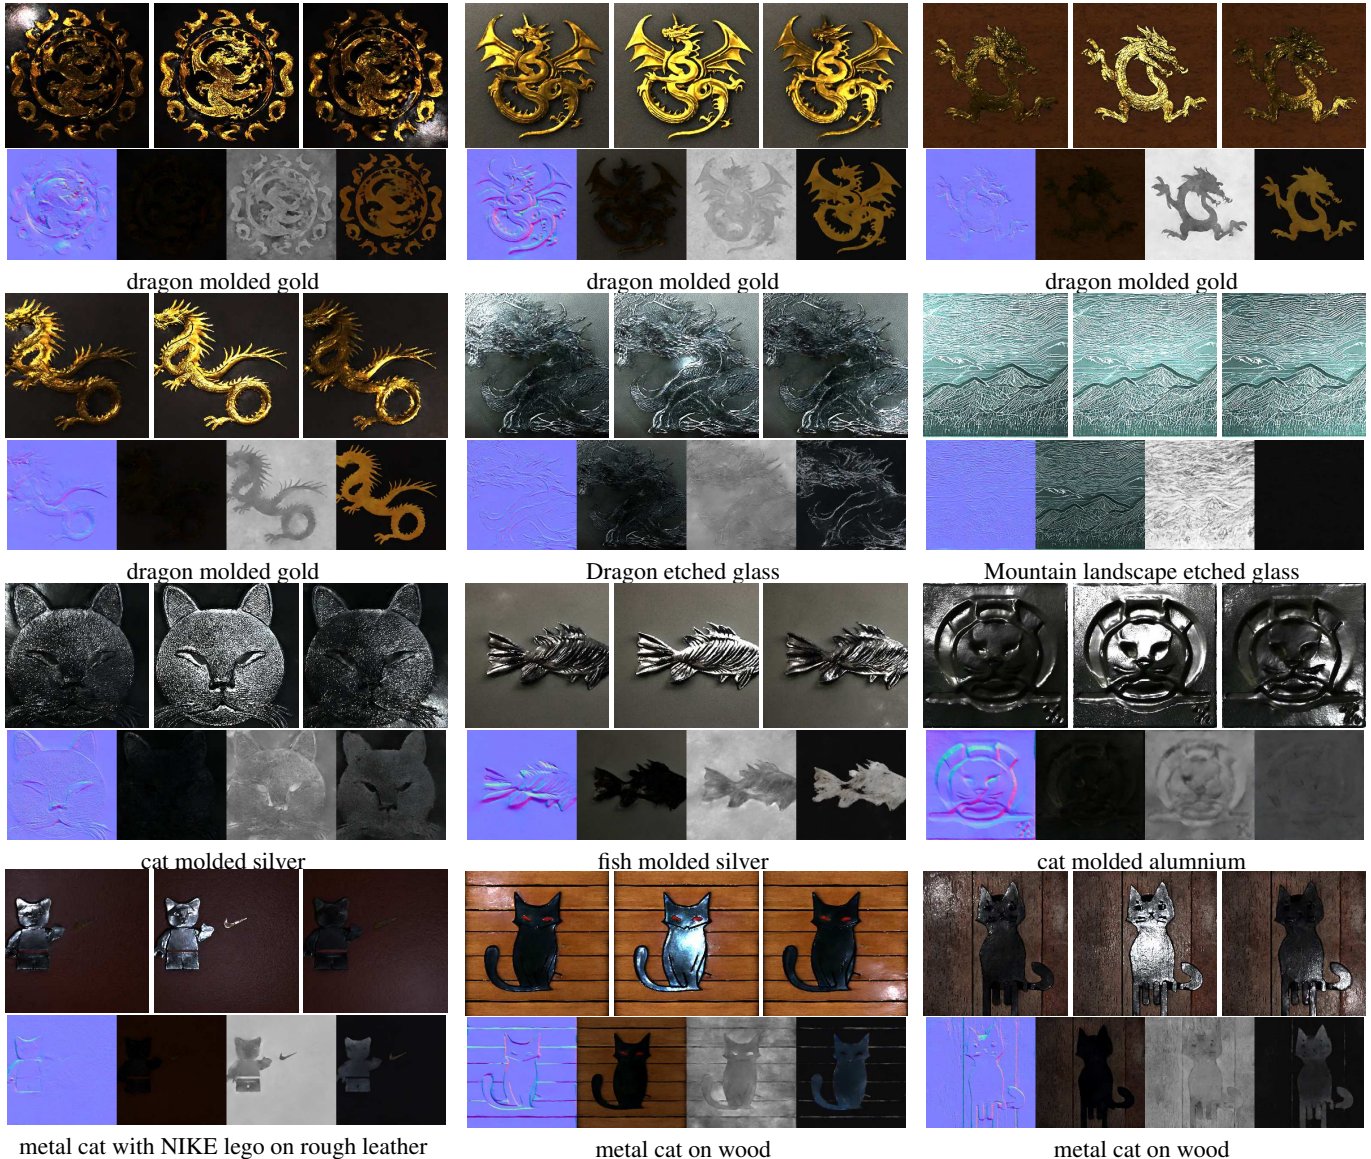 dragon molded gold
dragon molded gold
dragon molded gold
dragon molded gold
Dragon etched glass
Mountain landscape etched glass
cat molded silver
fish molded silver
cat molded alumnium
metal cat with NIKE lego on rough leather
metal cat on wood
metal cat on wood